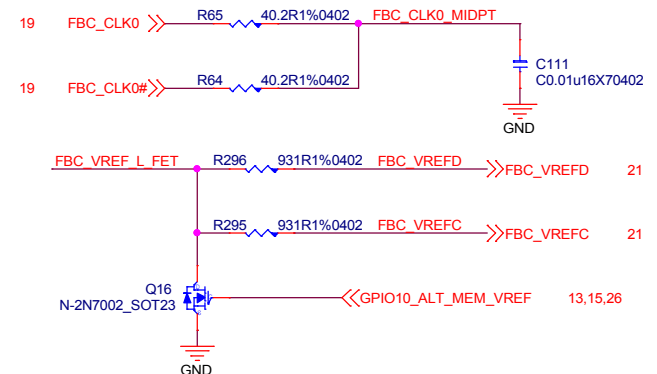 19 FBC_CLK0 R65 40.2R1%0402 FBC_CLK0_MIDPT
C111
C0.01u16X70402
19 FBC_CLK0# R64 40.2R1%0402
GND
FBC_VREF_L_FET R296 931R1%0402 FBC_VREFD FBC_VREFD 21
R295 931R1%0402 FBC_VREFC FBC_VREFC 21
Q16
N-2N7002_SOT23
GPIO10_ALT_MEM_VREF 13,15,26
GND